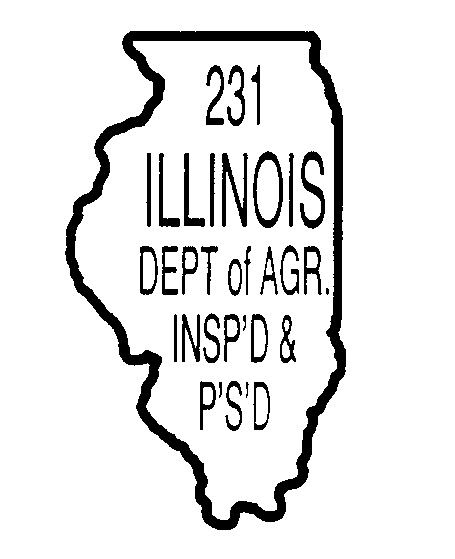 231
ILLINOIS
DEPT of AGR.
INSP'D &
P'S'D